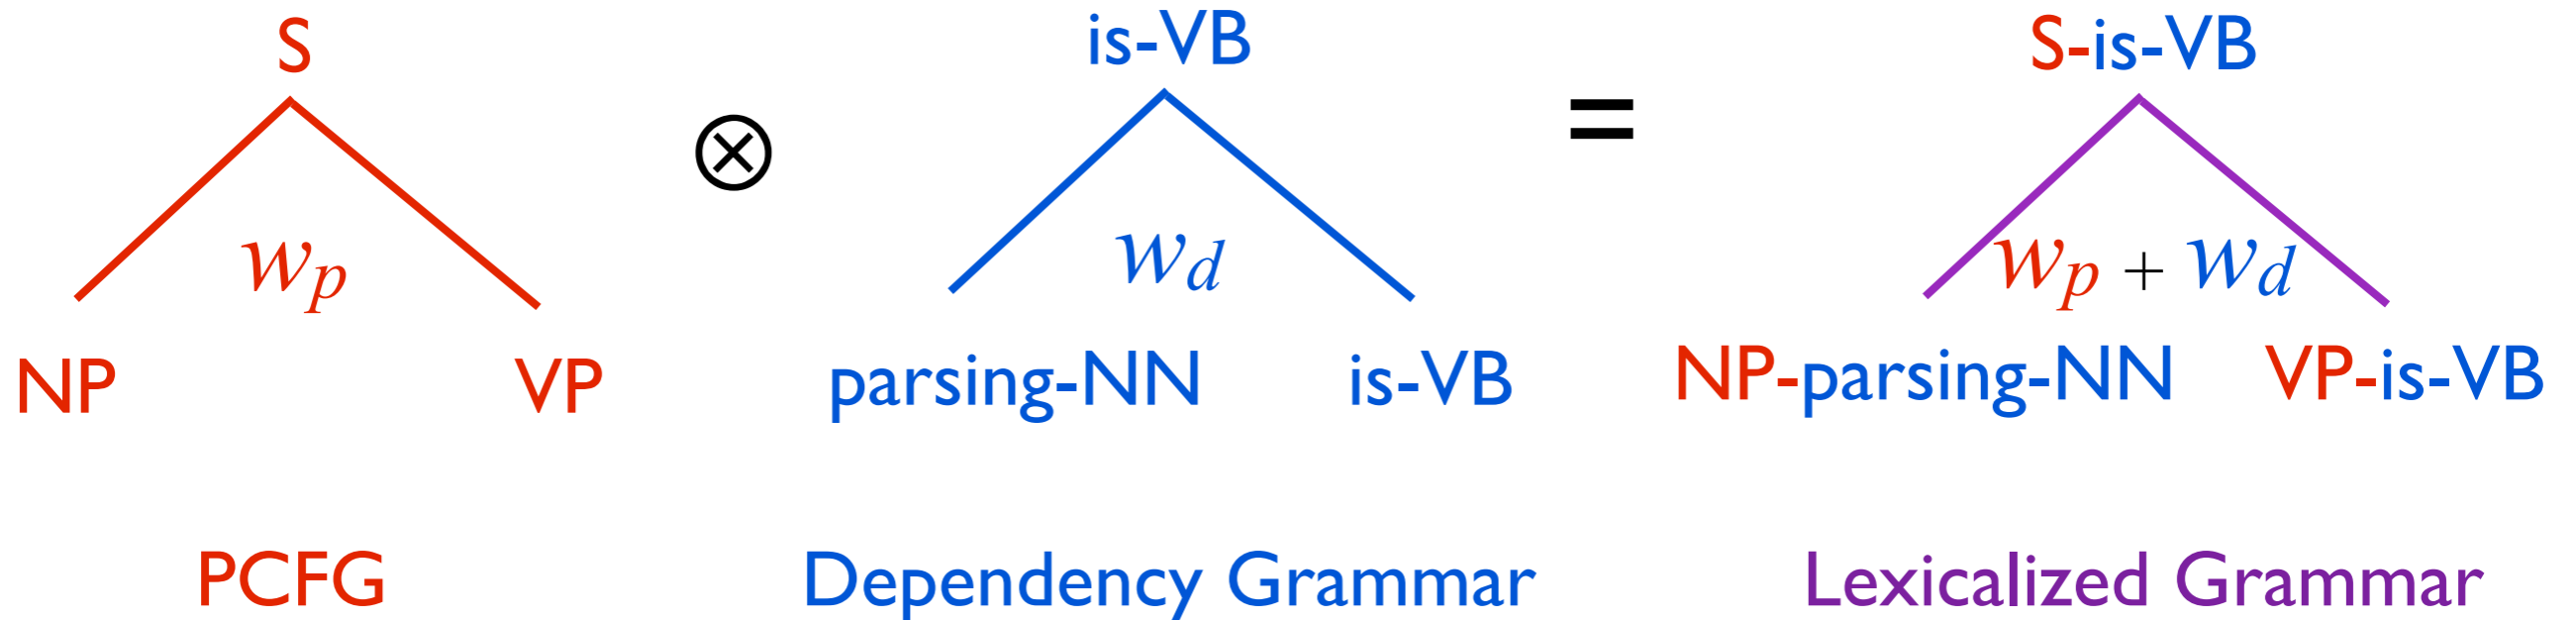 S ⊗ is-VB = S-is-VB
w_p w_d w_p + w_d
NP VP parsing-NN is-VB NP-parsing-NN VP-is-VB
PCFG Dependency Grammar Lexicalized Grammar